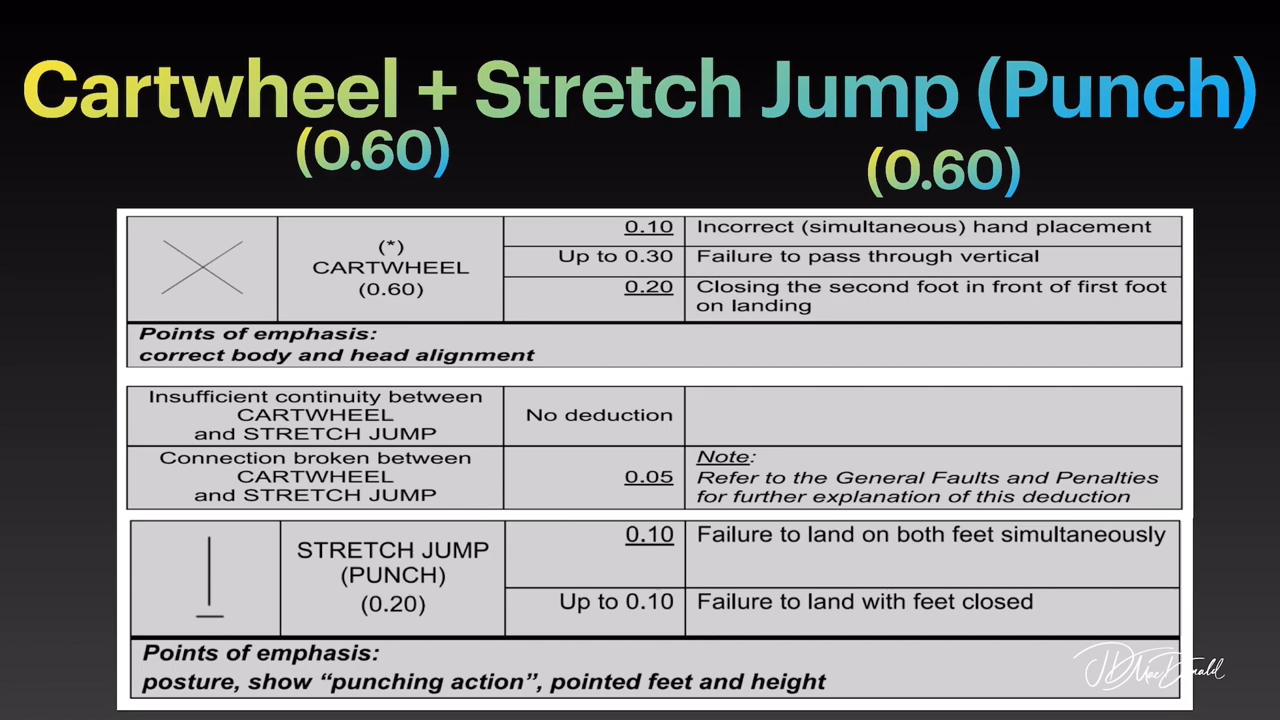 Cartwheel + Stretch Jump (Punch)
(0.60)
(0.60)
(*)
CARTWHEEL
(0.60)
0.10
Incorrect (simultaneous) hand placement
Up to 0.30
Failure to pass through vertical
0.20
Closing the second foot in front of first foot
on landing
Points of emphasis:
correct body and head alignment
Insufficient continuity between
CARTWHEEL
and STRETCH JUMP
No deduction
Connection broken between
CARTWHEEL
and STRETCH JUMP
0.05
Note:
Refer to the General Faults and Penalties
for further explanation of this deduction
STRETCH JUMP
(PUNCH)
(0.20)
0.10
Failure to land on both feet simultaneously
Up to 0.10
Failure to land with feet closed
Points of emphasis:
posture, show “punching action”, pointed feet and height
JDMacDonald